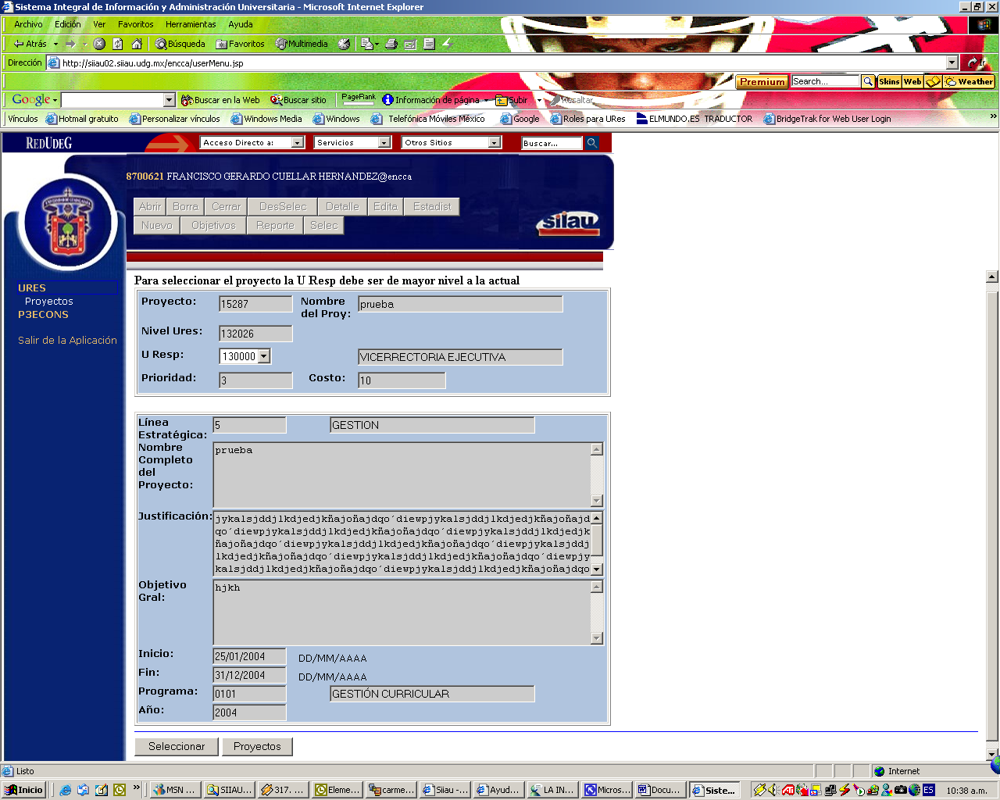 Sistema Integral de Información y Administración Universitaria - Microsoft Internet Explorer
Archivo Edición Ver Favoritos Herramientas Ayuda
Atrás Búsqueda Favoritos Multimedia
Dirección http://siiau02.siiau.udg.mx/encca/userMenu.jsp Ir
Premium Search... Skins Web Weather
Google Buscar en la Web Buscar sitio PageRank Información de página Subir Resaltar
Vínculos Hotmail gratuito Personalizar vínculos Windows Media Windows Telefónica Móviles México Google Roles para URes ELMUNDO.ES TRADUCTOR BridgeTrak for Web User Login
REDUDEG Acceso Directo a: Servicios Otros Sitios Buscar...
8700621 FRANCISCO GERARDO CUELLAR HERNANDEZ@encca
Abrir Borra Cerrar DesSelec Detalle Edita Estadist
Nuevo Objetivos Reporte Selec
siiau
URES
Proyectos
P3ECONS
Salir de la Aplicación
Para seleccionar el proyecto la U Resp debe ser de mayor nivel a la actual
Proyecto: 15287 Nombre del Proy: prueba
Nivel Ures: 132026
U Resp: 130000 VICERRECTORIA EJECUTIVA
Prioridad: 3 Costo: 10
Línea Estratégica: 5 GESTION
Nombre Completo del Proyecto: prueba
Justificación: jykalsjddjlkdjedjkñajoñajdqo´diewpjykalsjddjlkdjedjkñajoñajd
qo´diewpjykalsjddjlkdjedjkñajoñajdqo´diewpjykalsjddjlkdjedjk
ñajoñajdqo´diewpjykalsjddjlkdjedjkñajoñajdqo´diewpjykalsjddj
lkdjedjkñajoñajdqo´diewpjykalsjddjlkdjedjkñajoñajdqo´diewpjy
kalsjddjlkdjedjkñajoñajdqo´diewpjykalsjddjlkdjedjkñajoñajdqo
Objetivo Gral: hjkh
Inicio: 25/01/2004 DD/MM/AAAA
Fin: 31/12/2004 DD/MM/AAAA
Programa: 0101 GESTIÓN CURRICULAR
Año: 2004
Seleccionar Proyectos
Listo Internet
Inicio MSN ... SIIAU... 317. ... Eleme... carme... Siiau -... Ayud... LA IN... Micros... Docu... Siste... ES 10:38 a.m.